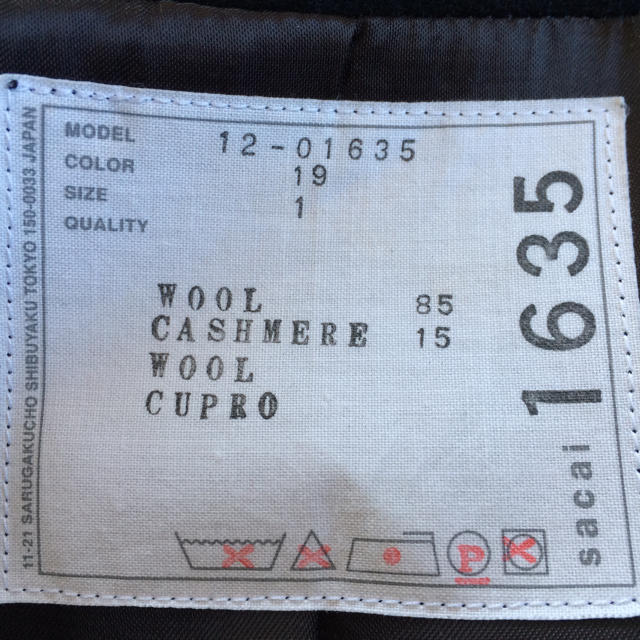 MODEL 12-01635
COLOR 19
SIZE 1
QUALITY
WOOL 85
CASHMERE 15
WOOL
CUPRO
P
sacai 1635
11-21 SARUGAKUCHO SHIBUYAKU TOKYO 150-0033 JAPAN